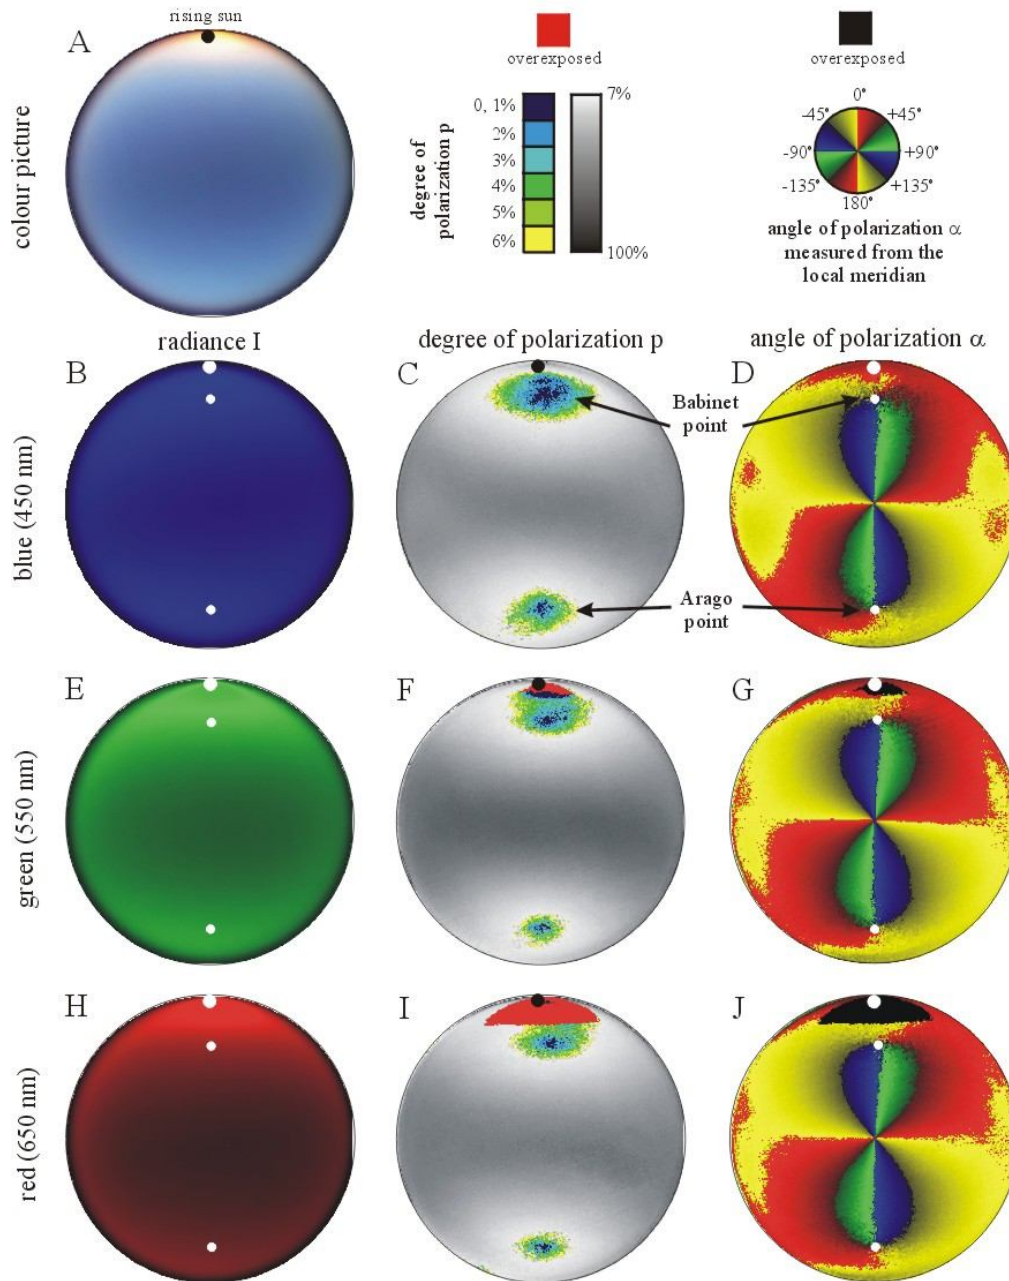 A
rising sun
colour picture
overexposed
overexposed
degree of
polarization p
0, 1%
2%
3%
4%
5%
6%
7%
100%
0°
-45°
+45°
-90°
+90°
-135°
+135°
180°
angle of polarization α
measured from the
local meridian
radiance I
degree of polarization p
angle of polarization α
blue (450 nm)
B
C
D
Babinet
point
Arago
point
green (550 nm)
E
F
G
red (650 nm)
H
I
J